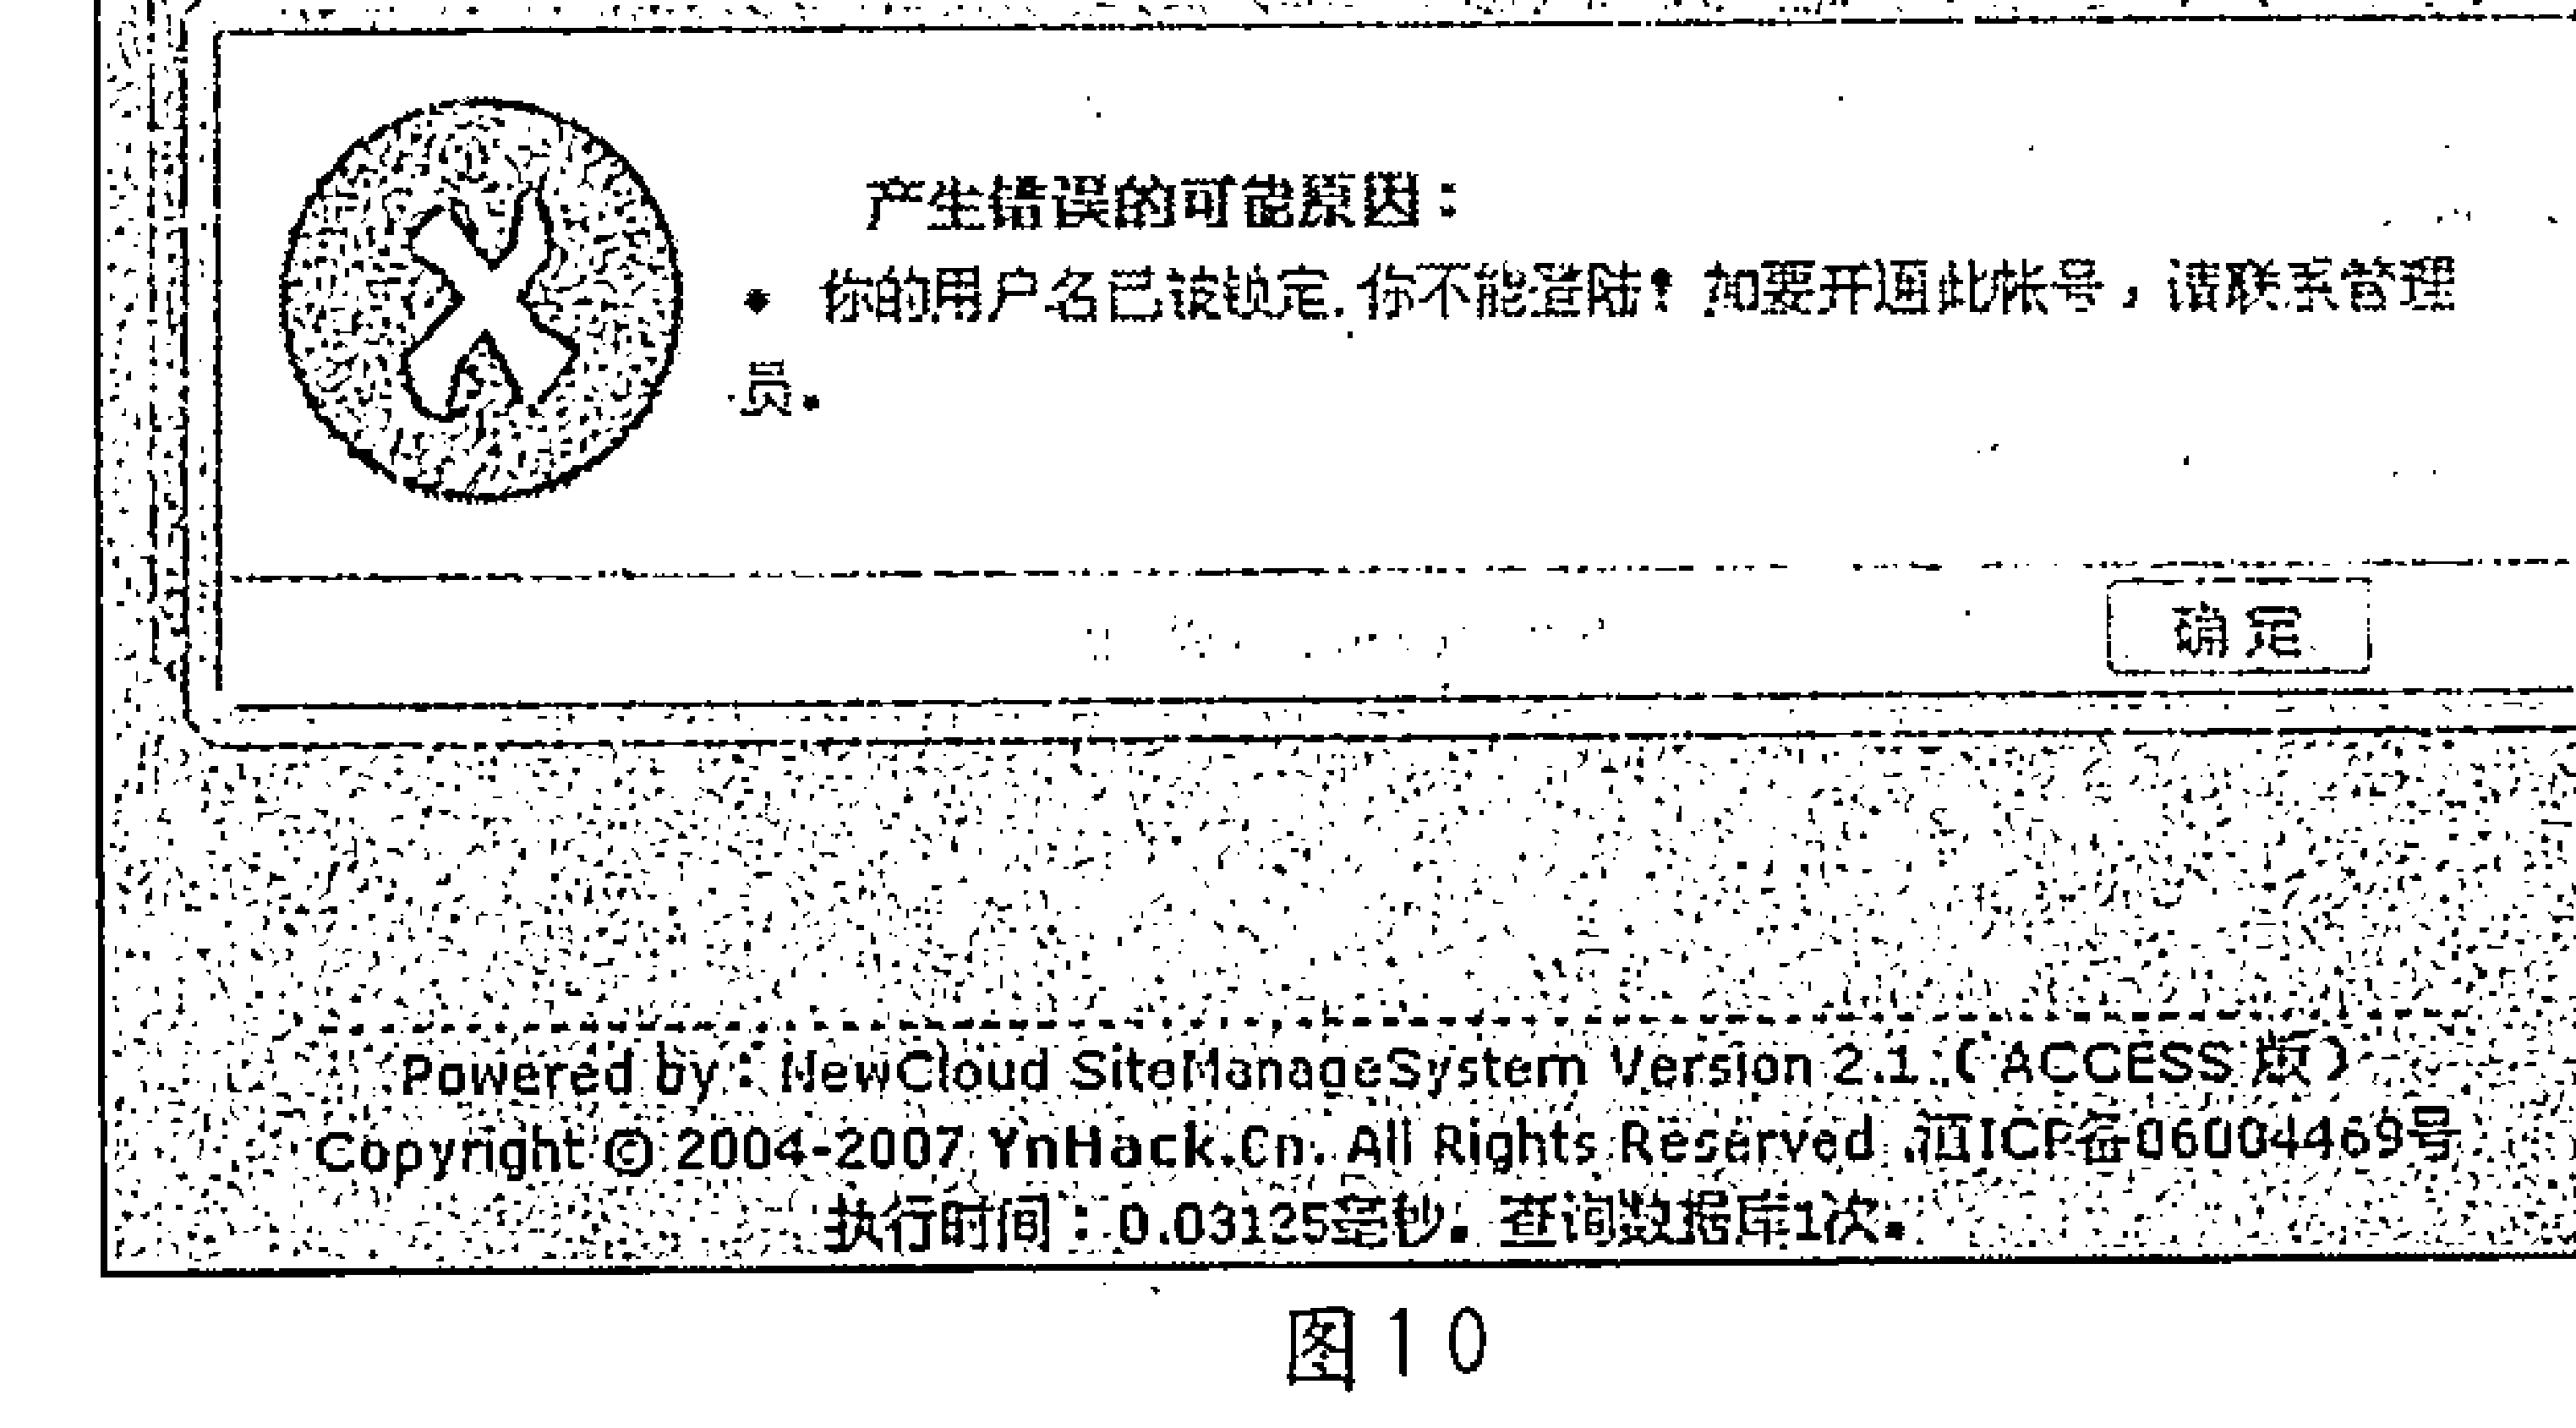 产生错误的可能原因：
• 你的用户名已被锁定,你不能登陆！如要开通此帐号，请联系管理
员。
确定
Powered by：NewCloud SiteManageSystem Version 2.1（ACCESS 版）
Copyright © 2004-2007 YnHack.Cn. All Rights Reserved .滇ICP备06004469号
执行时间：0.03125毫秒。查询数据库1次。
图10